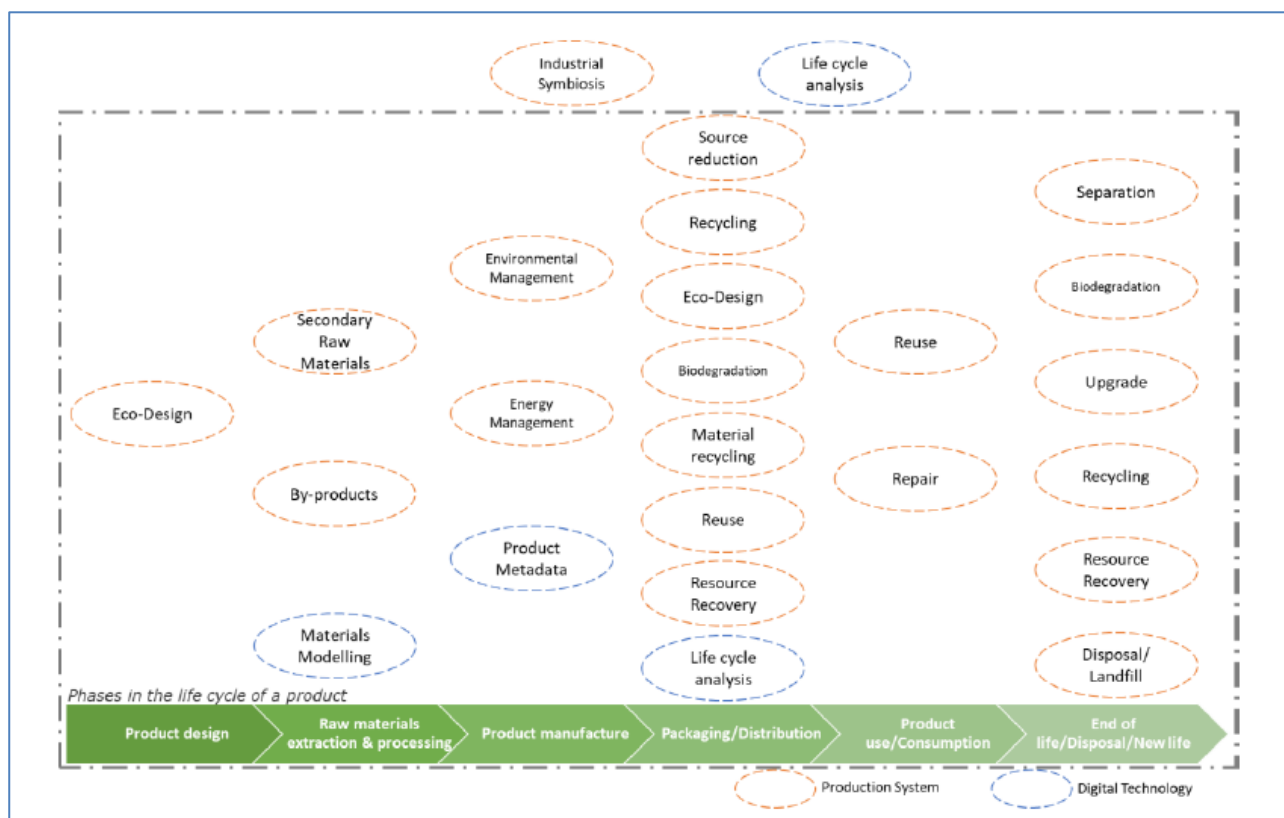 Industrial
Symbiosis
Life cycle
analysis
Source
reduction
Separation
Recycling
Environmental
Management
Eco-Design
Biodegradation
Secondary
Raw
Materials
Reuse
Biodegradation
Upgrade
Eco-Design
Energy
Management
Material
recycling
By-products
Repair
Recycling
Reuse
Product
Metadata
Resource
Recovery
Resource
Recovery
Materials
Modelling
Life cycle
analysis
Disposal/
Landfill
Phases in the life cycle of a product
Product design
Raw materials
extraction & processing
Product manufacture
Packaging/Distribution
Product
use/Consumption
End of
life/Disposal/New life
Production System
Digital Technology